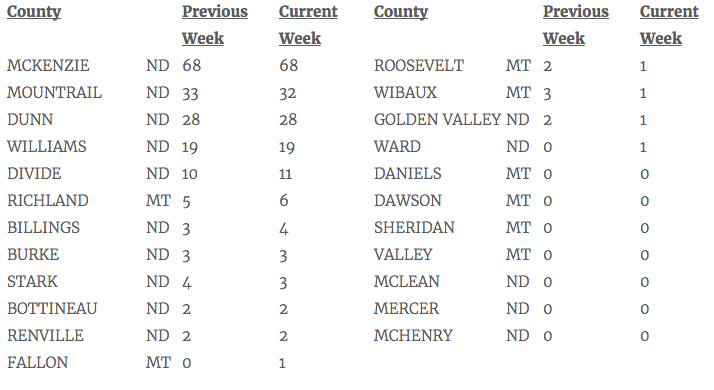 County Previous Week Current Week County Previous Week Current Week
MCKENZIE ND 68 68 ROOSEVELT MT 2 1
MOUNTRAIL ND 33 32 WIBAUX MT 3 1
DUNN ND 28 28 GOLDEN VALLEY ND 2 1
WILLIAMS ND 19 19 WARD ND 0 1
DIVIDE ND 10 11 DANIELS MT 0 0
RICHLAND MT 5 6 DAWSON MT 0 0
BILLINGS ND 3 4 SHERIDAN MT 0 0
BURKE ND 3 3 VALLEY MT 0 0
STARK ND 4 3 MCLEAN ND 0 0
BOTTINEAU ND 2 2 MERCER ND 0 0
RENVILLE ND 2 2 MCHENRY ND 0 0
FALLON MT 0 1